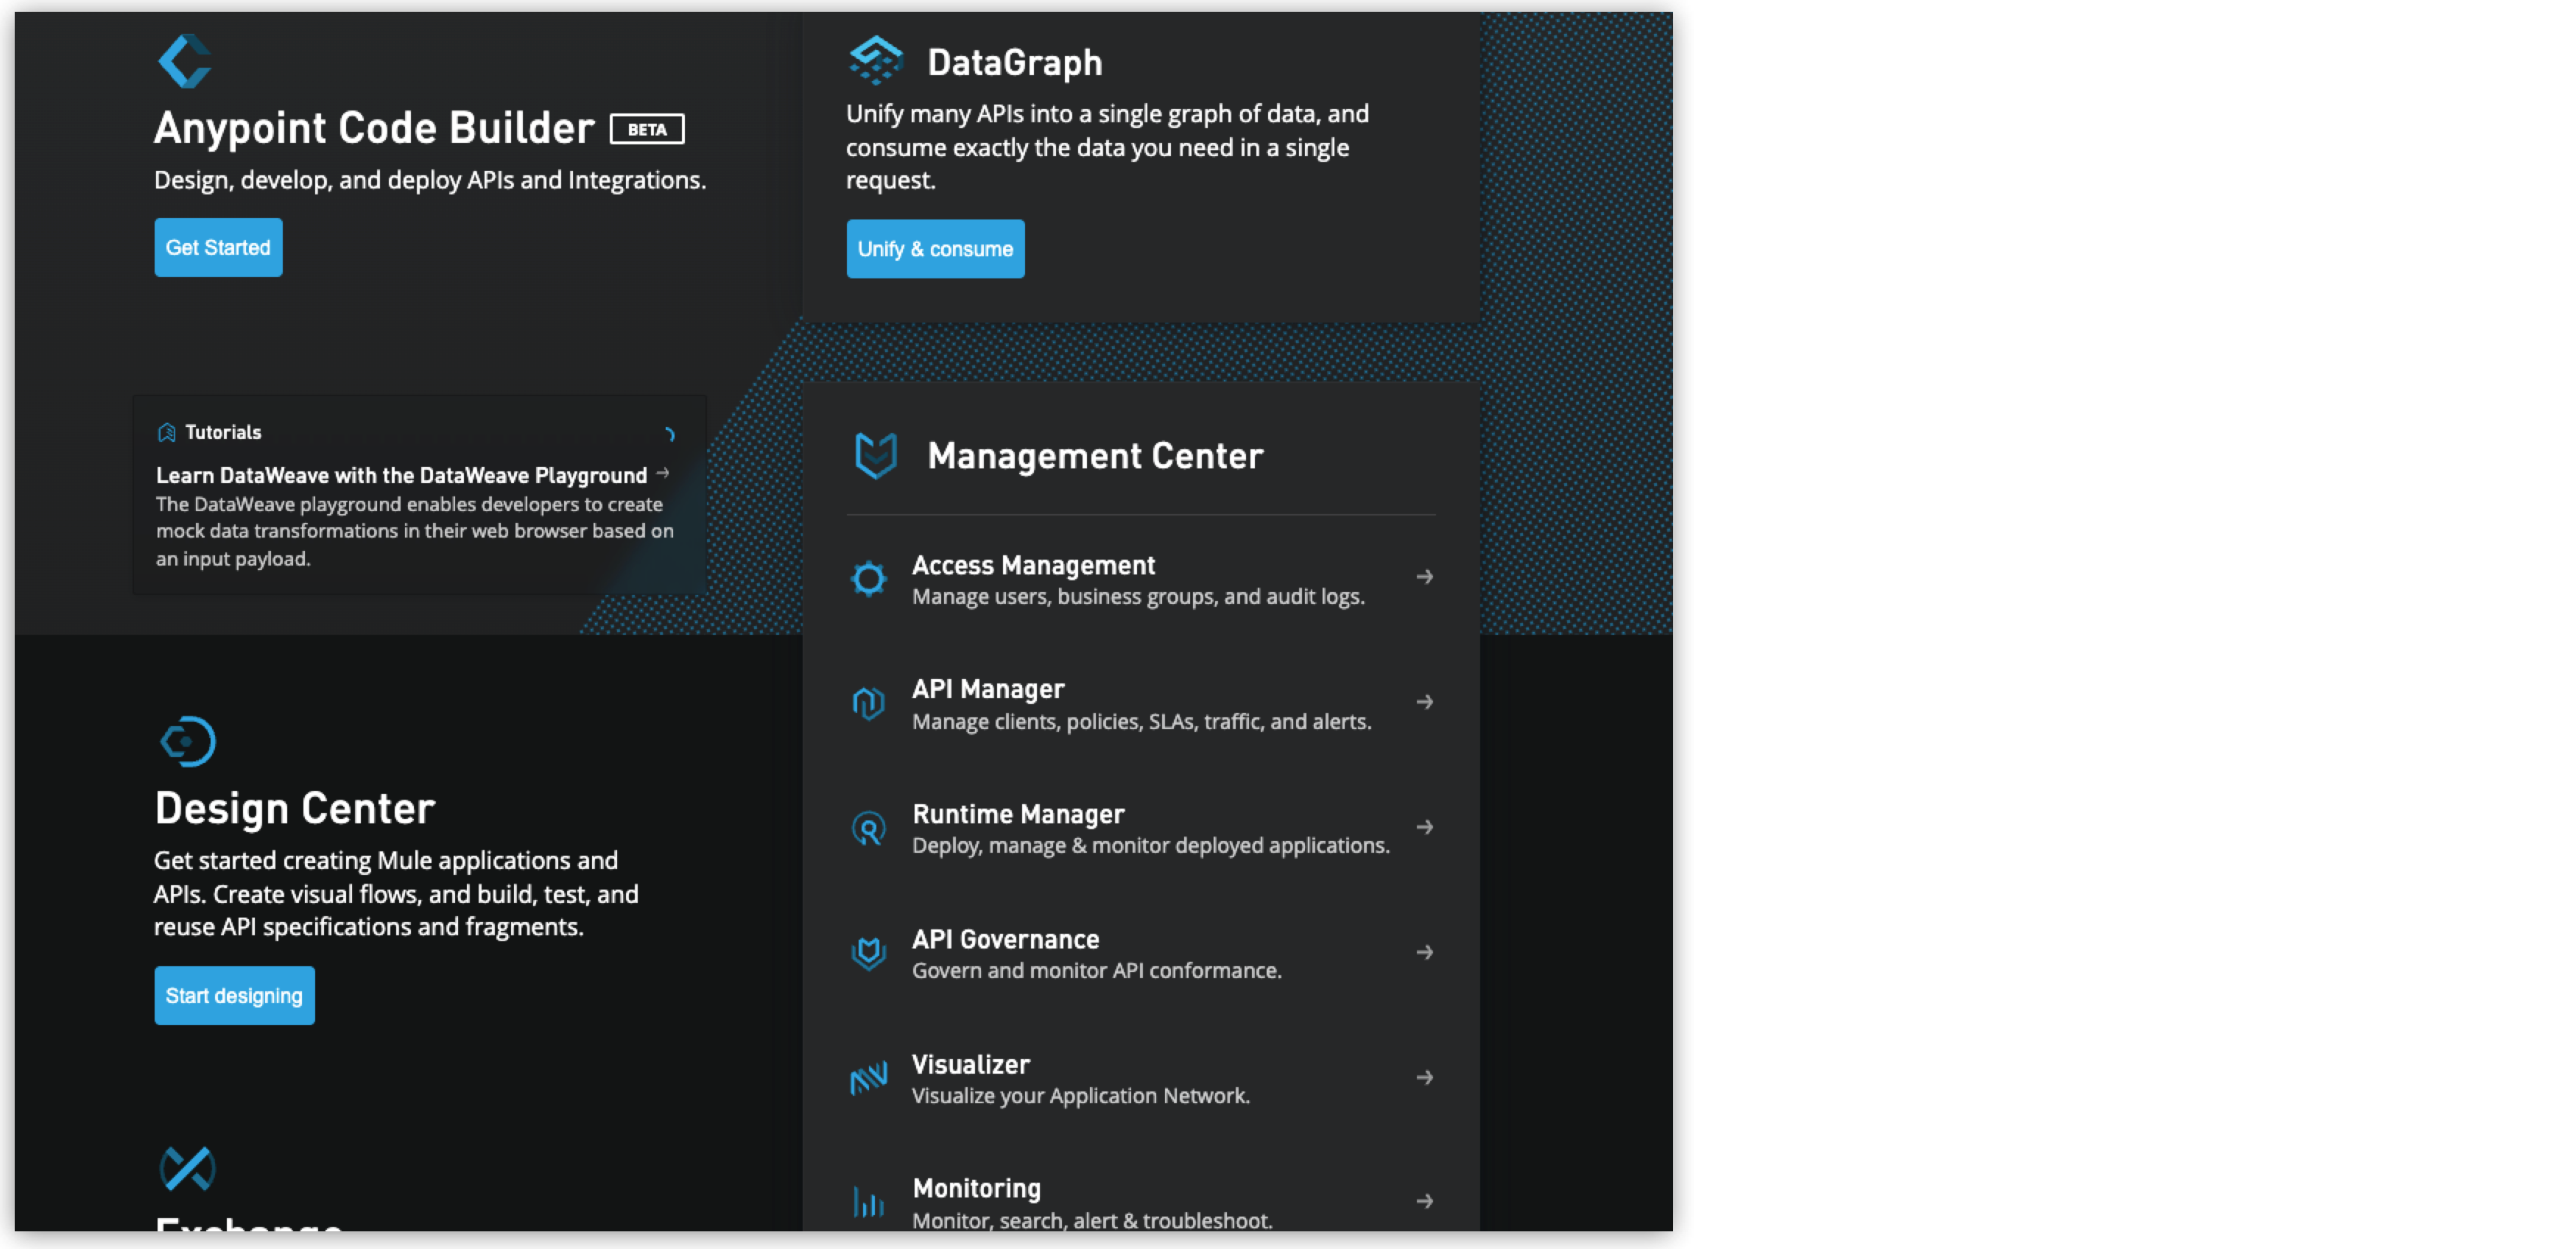 Anypoint Code Builder BETA
Design, develop, and deploy APIs and Integrations.
Get Started
Tutorials
Learn DataWeave with the DataWeave Playground →
The DataWeave playground enables developers to create
mock data transformations in their web browser based on
an input payload.
Design Center
Get started creating Mule applications and
APIs. Create visual flows, and build, test, and
reuse API specifications and fragments.
Start designing
Exchange
DataGraph
Unify many APIs into a single graph of data, and
consume exactly the data you need in a single
request.
Unify & consume
Management Center
Access Management
Manage users, business groups, and audit logs.
API Manager
Manage clients, policies, SLAs, traffic, and alerts.
Runtime Manager
Deploy, manage & monitor deployed applications.
API Governance
Govern and monitor API conformance.
Visualizer
Visualize your Application Network.
Monitoring
Monitor, search, alert & troubleshoot.